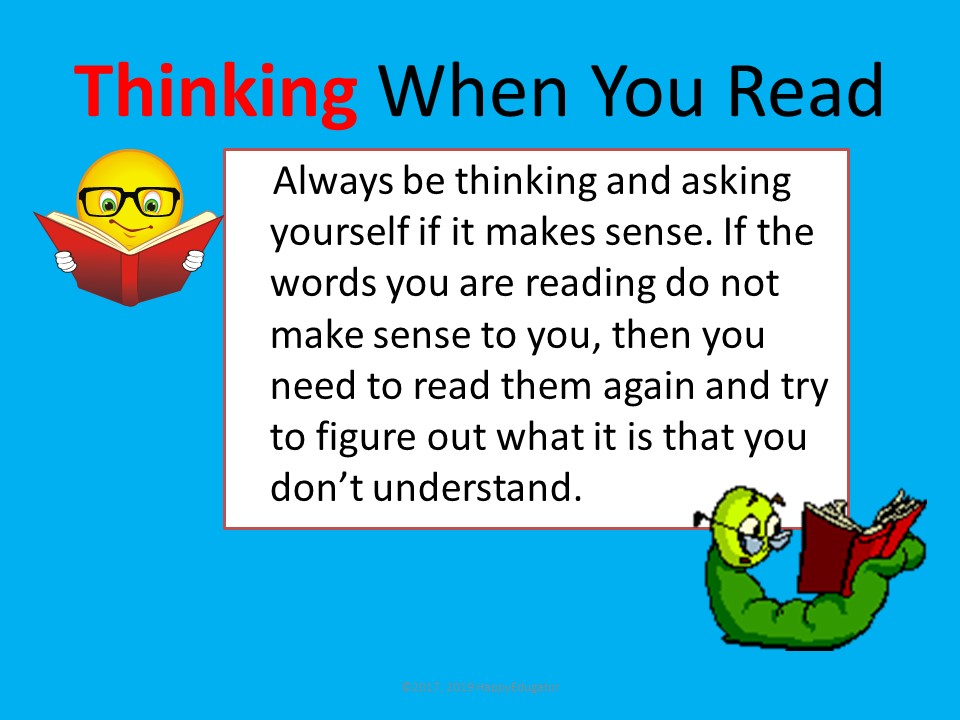 Thinking When You Read
Always be thinking and asking
yourself if it makes sense. If the
words you are reading do not
make sense to you, then you
need to read them again and try
to figure out what it is that you
don’t understand.